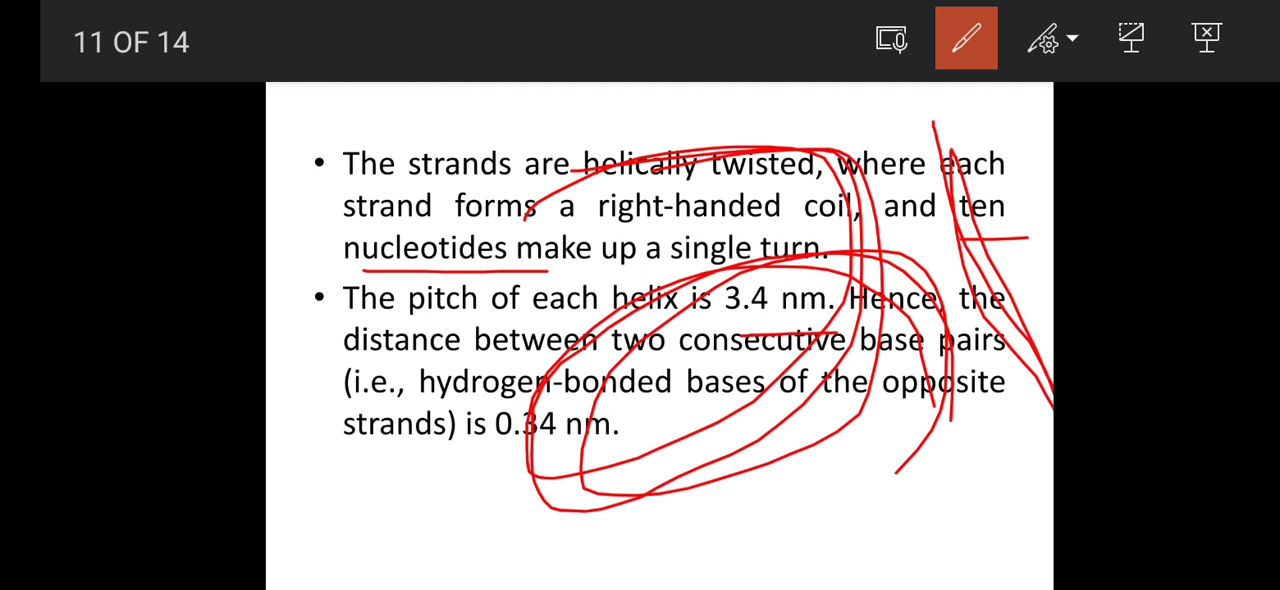 11 OF 14
• The strands are helically twisted, where each
strand forms a right-handed coil, and ten
nucleotides make up a single turn.
• The pitch of each helix is 3.4 nm. Hence, the
distance between two consecutive base pairs
(i.e., hydrogen-bonded bases of the opposite
strands) is 0.34 nm.